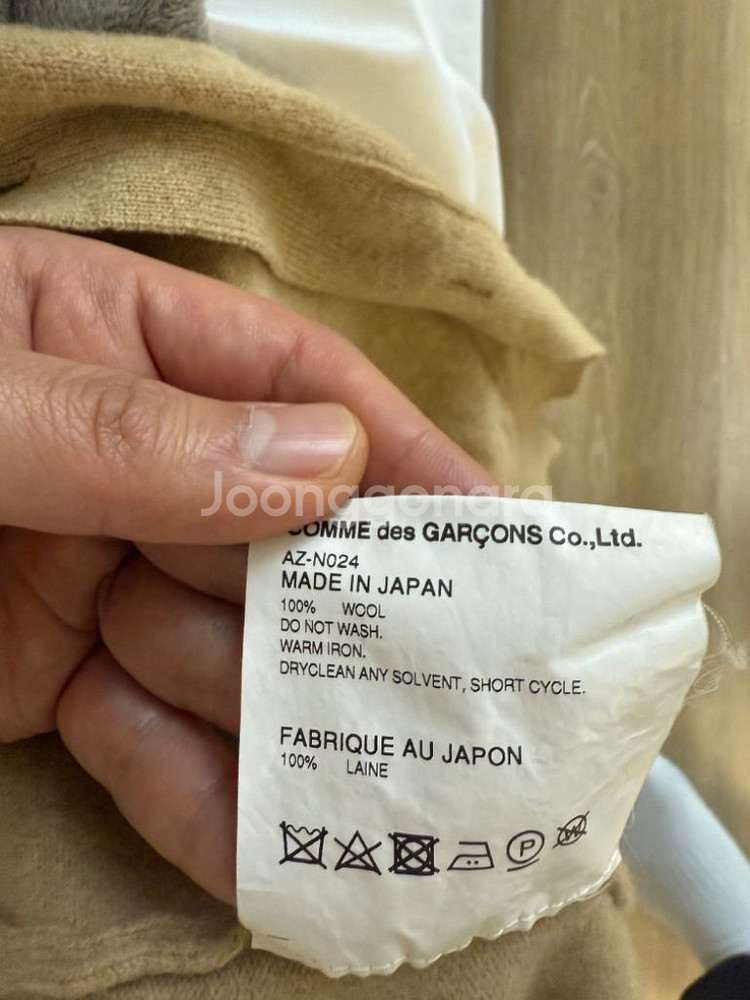 Joonggonara
COMME des GARÇONS Co.,Ltd.
AZ-N024
MADE IN JAPAN
100% WOOL
DO NOT WASH.
WARM IRON.
DRYCLEAN ANY SOLVENT, SHORT CYCLE.
FABRIQUE AU JAPON
100% LAINE
P
W